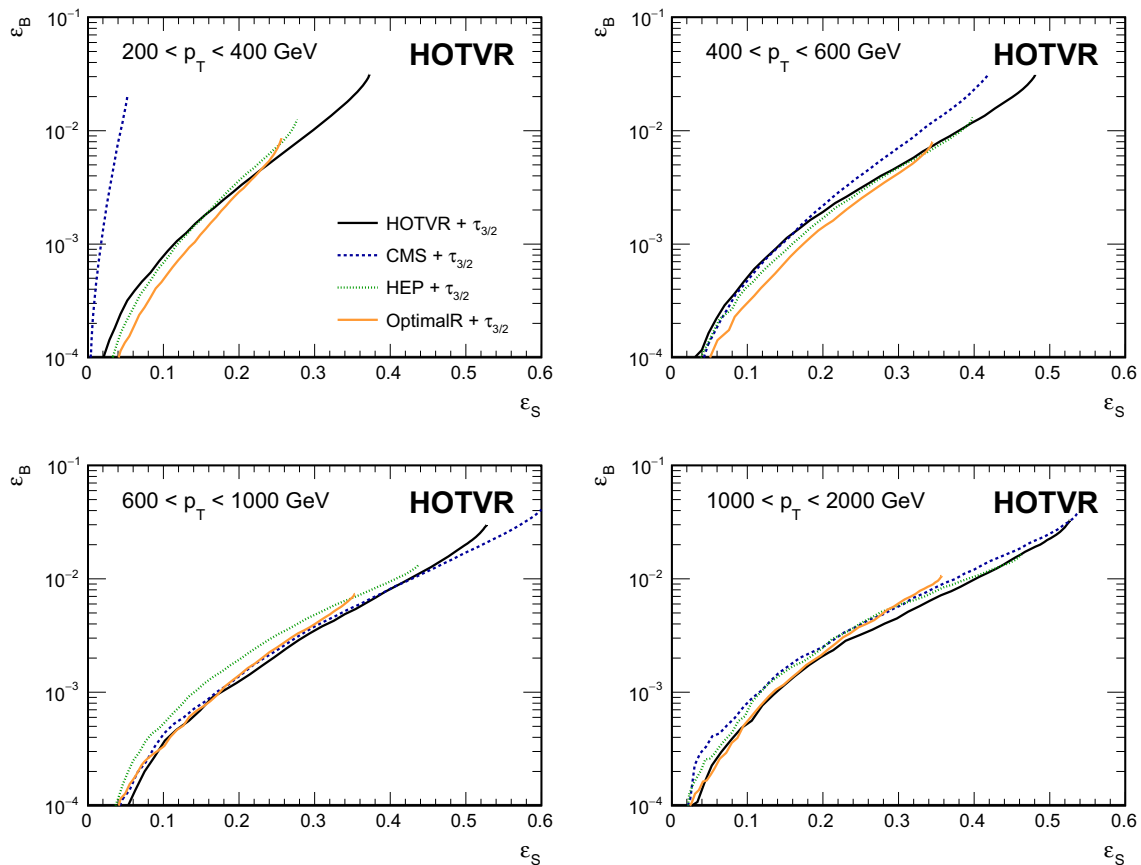 ε_B
10⁻¹
10⁻²
10⁻³
10⁻⁴
200 < p_T < 400 GeV
HOTVR
HOTVR + τ_3/2
CMS + τ_3/2
HEP + τ_3/2
OptimalR + τ_3/2
0 0.1 0.2 0.3 0.4 0.5 0.6
ε_S
ε_B
10⁻¹
10⁻²
10⁻³
10⁻⁴
400 < p_T < 600 GeV
HOTVR
0 0.1 0.2 0.3 0.4 0.5 0.6
ε_S
ε_B
10⁻¹
10⁻²
10⁻³
10⁻⁴
600 < p_T < 1000 GeV
HOTVR
0 0.1 0.2 0.3 0.4 0.5 0.6
ε_S
ε_B
10⁻¹
10⁻²
10⁻³
10⁻⁴
1000 < p_T < 2000 GeV
HOTVR
0 0.1 0.2 0.3 0.4 0.5 0.6
ε_S